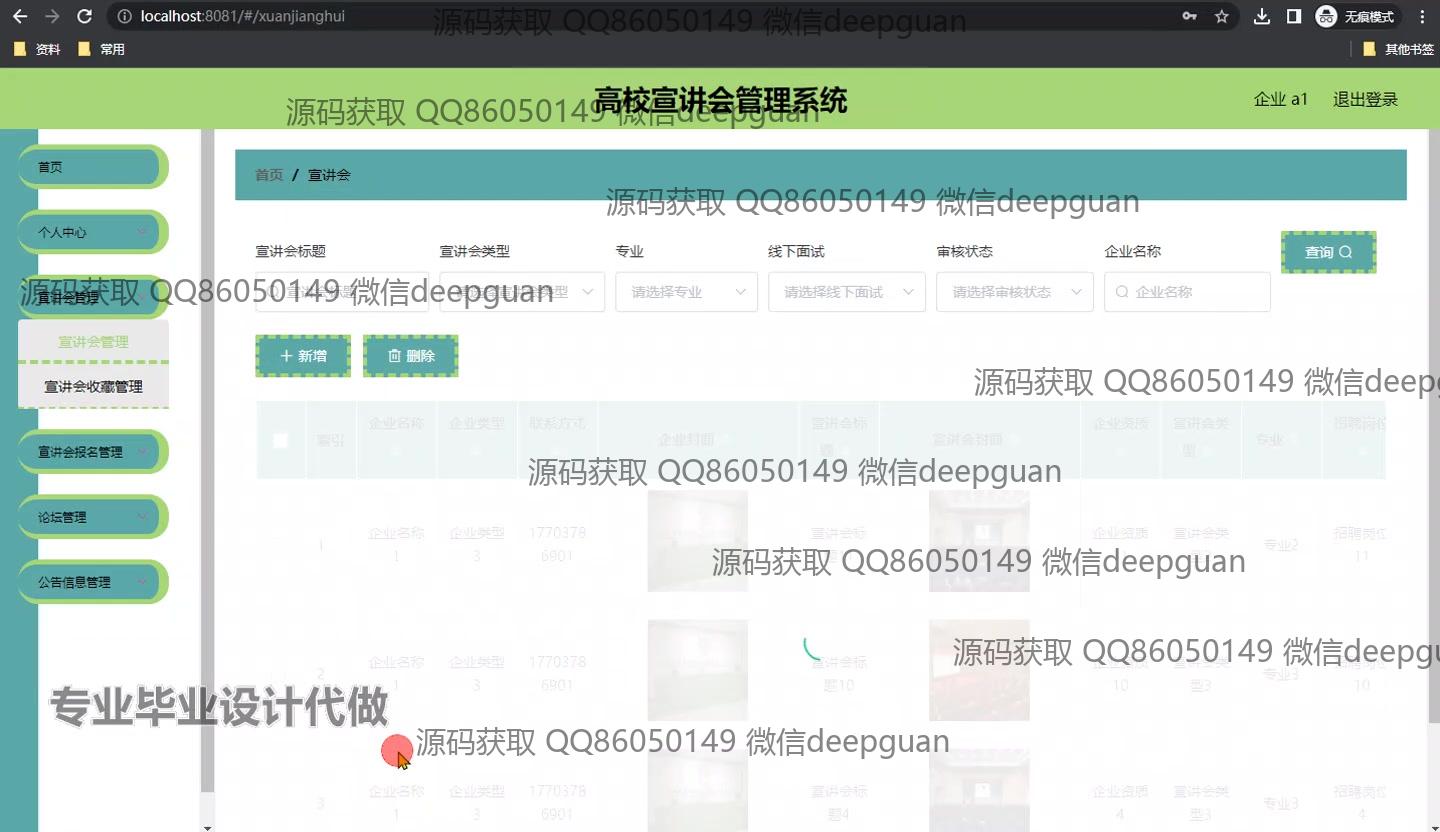 localhost:8081/#/xuanjianghui
无痕模式
资料
常用
其他书签
源码获取 QQ86050149 微信deepguan
高校宣讲会管理系统
源码获取 QQ86050149 微信deepguan
企业 a1
退出登录
首页
个人中心
宣讲会管理
宣讲会管理
宣讲会收藏管理
宣讲会报名管理
论坛管理
公告信息管理
首页 / 宣讲会
源码获取 QQ86050149 微信deepguan
宣讲会标题 宣讲会类型 专业 线下面试 审核状态 企业名称
查询
源码获取 QQ86050149 微信deepguan
宣讲会标题 请选择宣讲会类型 请选择专业 请选择线下面试 请选择审核状态 企业名称
新增 删除
源码获取 QQ86050149 微信deep
索引 企业名称 企业类型 联系方式 企业封面 宣讲会标题 宣讲会封面 企业资质 宣讲会类型 专业 招聘岗位
源码获取 QQ86050149 微信deepguan
1 企业名称1 企业类型3 17703786901 宣讲会标 企业资质 宣讲会类 专业2 招聘岗位11
源码获取 QQ86050149 微信deepguan
2 企业名称1 企业类型3 17703786901 宣讲会标题10 10 型3 专业3 10
源码获取 QQ86050149 微信deepgu
专业毕业设计代做
源码获取 QQ86050149 微信deepguan
3 企业名称1 企业类型3 17703786901 宣讲会标题4 企业资质4 宣讲会类型3 专业3 招聘岗位4